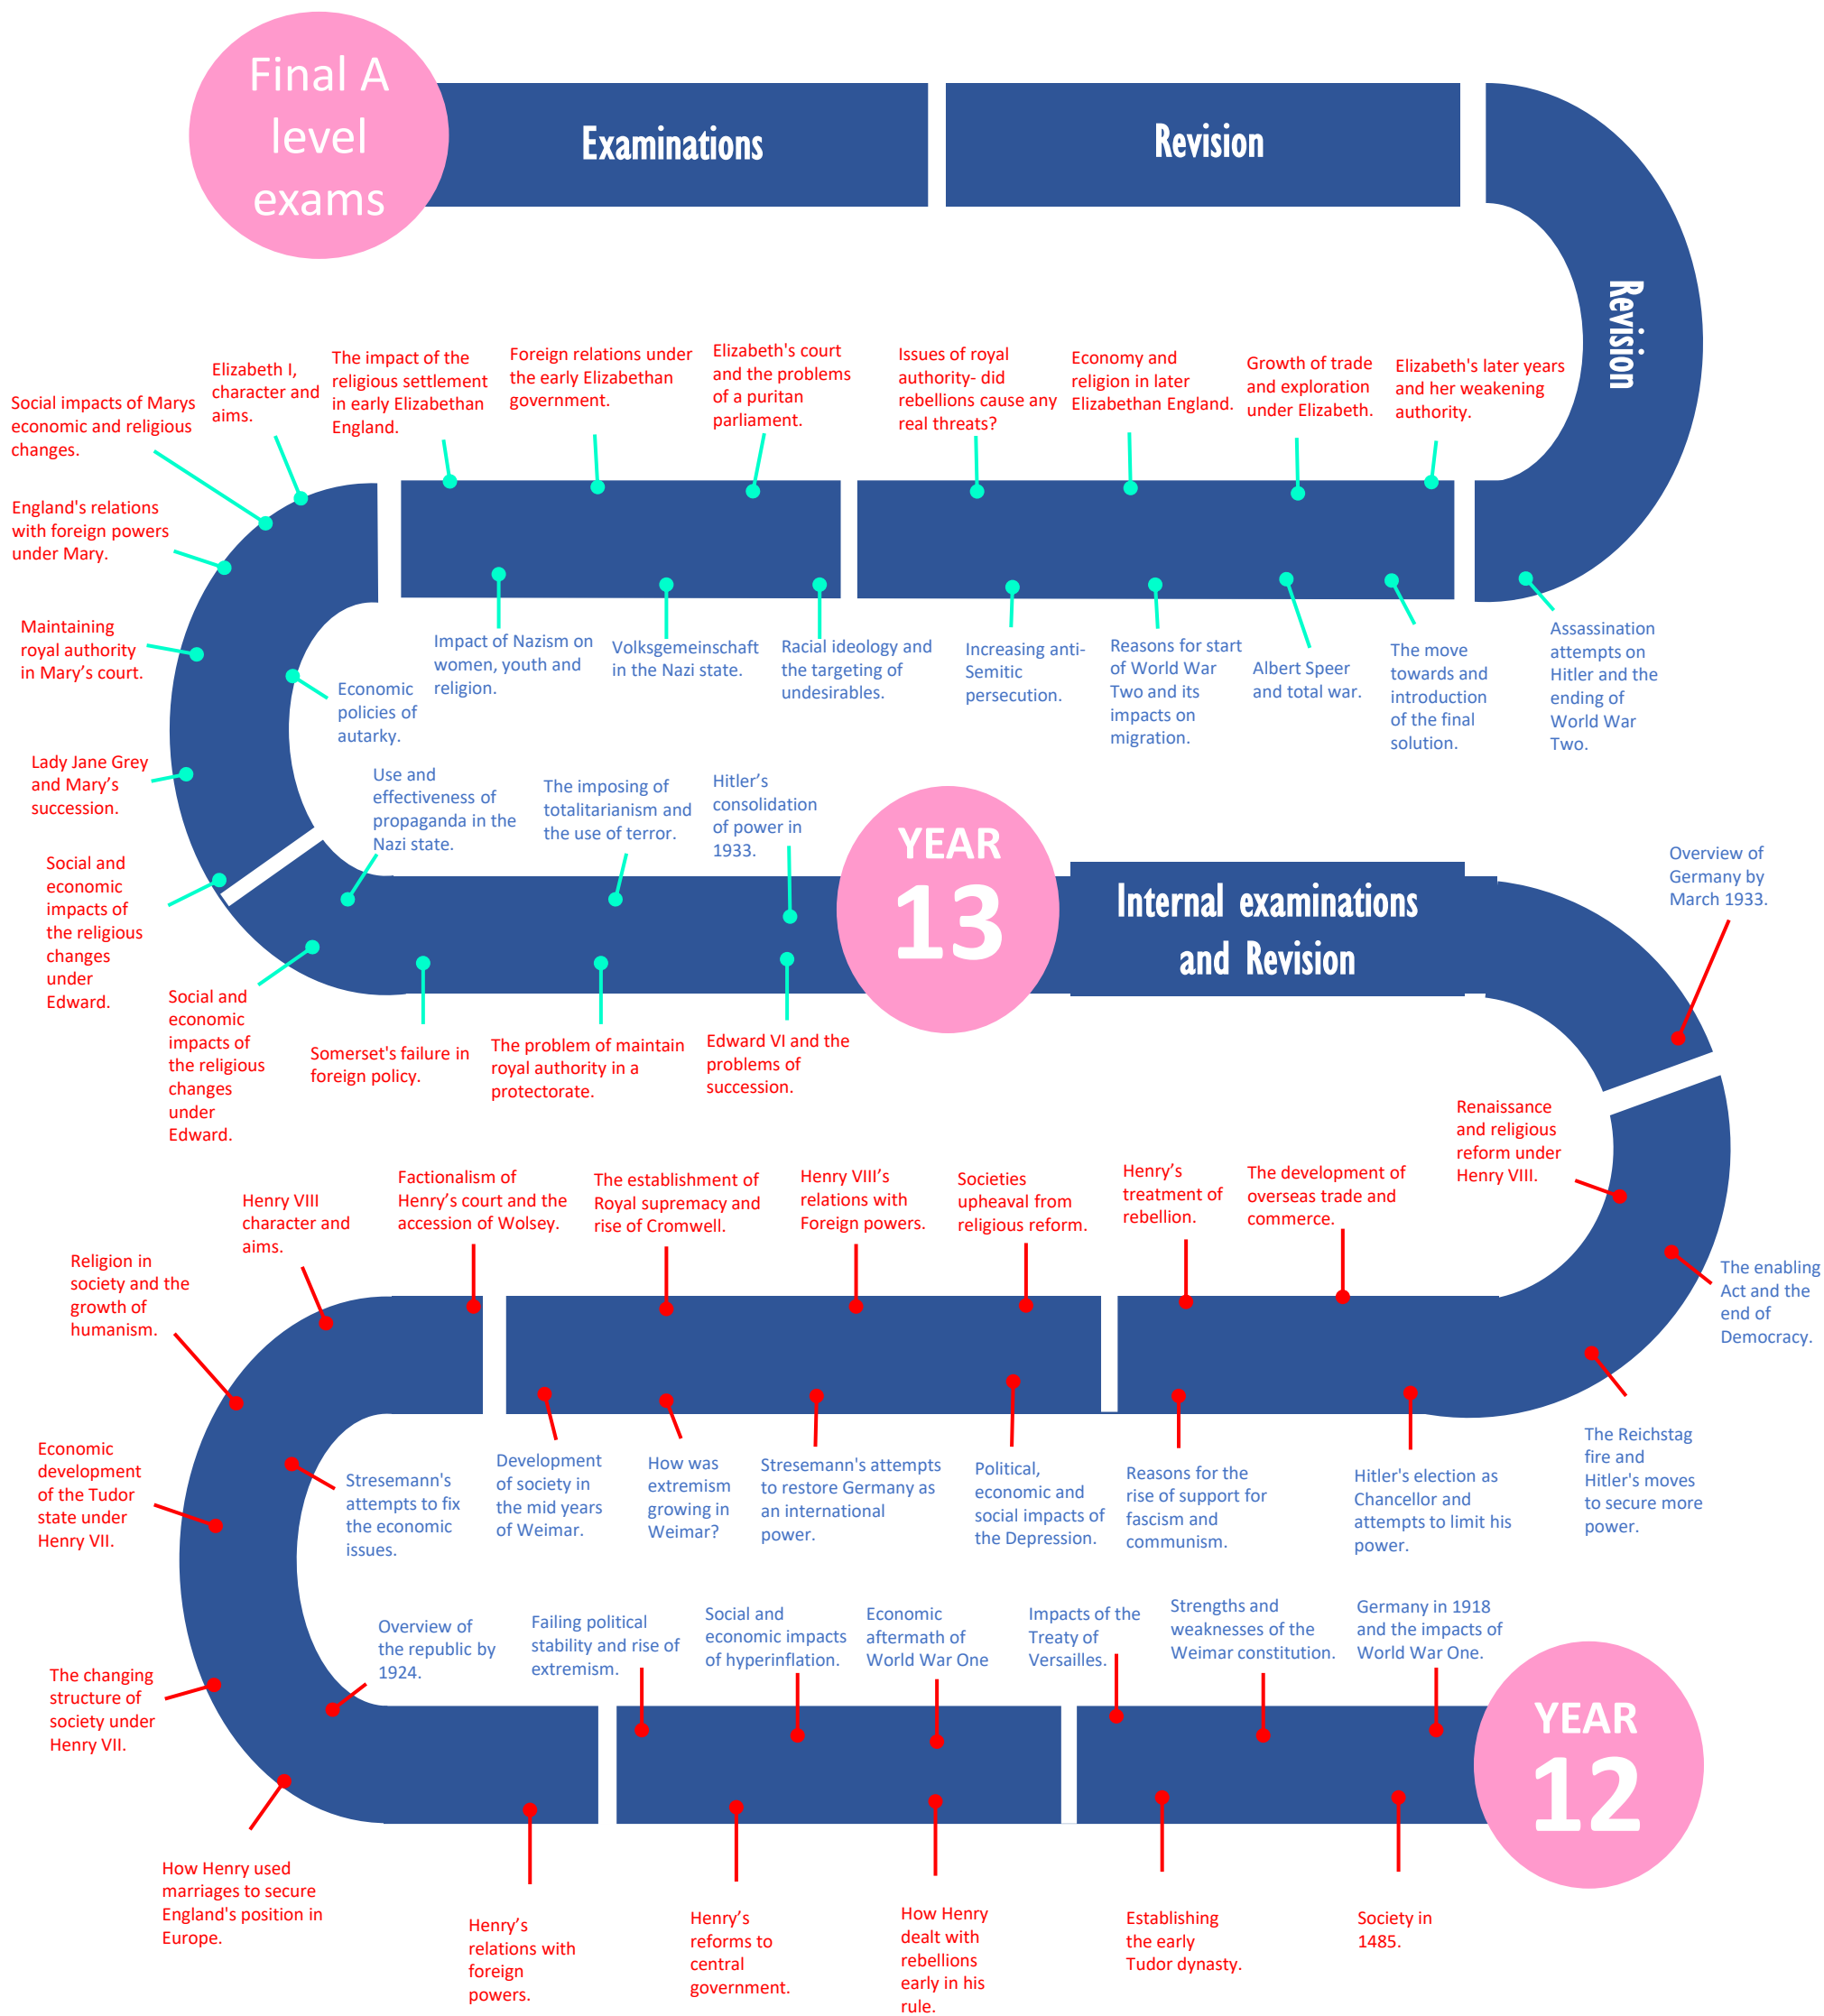 Final A
level
exams
Examinations
Revision
Revision
Social impacts of Marys
economic and religious
changes.
Elizabeth I,
character and
aims.
The impact of the
religious settlement
in early Elizabethan
England.
Foreign relations under
the early Elizabethan
government.
Elizabeth's court
and the problems
of a puritan
parliament.
Issues of royal
authority- did
rebellions cause any
real threats?
Economy and
religion in later
Elizabethan England.
Growth of trade
and exploration
under Elizabeth.
Elizabeth's later years
and her weakening
authority.
England's relations
with foreign powers
under Mary.
Maintaining
royal authority
in Mary's court.
Lady Jane Grey
and Mary's
succession.
Economic
policies of
autarky.
Impact of Nazism on
women, youth and
religion.
Volksgemeinschaft
in the Nazi state.
Racial ideology and
the targeting of
undesirables.
Increasing anti-
Semitic
persecution.
Reasons for start
of World War
Two and its
impacts on
migration.
Albert Speer
and total war.
The move
towards and
introduction
of the final
solution.
Assassination
attempts on
Hitler and the
ending of
World War
Two.
Use and
effectiveness of
propaganda in the
Nazi state.
The imposing of
totalitarianism and
the use of terror.
Hitler's
consolidation
of power in
1933.
YEAR
13
Internal examinations
and Revision
Overview of
Germany by
March 1933.
Social and
economic
impacts of
the religious
changes
under
Edward.
Social and
economic
impacts of
the religious
changes
under
Edward.
Somerset's failure in
foreign policy.
The problem of maintain
royal authority in a
protectorate.
Edward VI and the
problems of
succession.
Renaissance
and religious
reform under
Henry VIII.
Religion in
society and the
growth of
humanism.
Henry VIII
character and
aims.
Factionalism of
Henry's court and the
accession of Wolsey.
The establishment of
Royal supremacy and
rise of Cromwell.
Henry VIII's
relations with
Foreign powers.
Societies
upheaval from
religious reform.
Henry's
treatment of
rebellion.
The development of
overseas trade and
commerce.
The enabling
Act and the
end of
Democracy.
Economic
development
of the Tudor
state under
Henry VII.
Stresemann's
attempts to fix
the economic
issues.
Development
of society in
the mid years
of Weimar.
How was
extremism
growing in
Weimar?
Stresemann's attempts
to restore Germany as
an international
power.
Political,
economic and
social impacts of
the Depression.
Reasons for the
rise of support for
fascism and
communism.
Hitler's election as
Chancellor and
attempts to limit his
power.
The Reichstag
fire and
Hitler's moves
to secure more
power.
The changing
structure of
society under
Henry VII.
Overview of
the republic by
1924.
Failing political
stability and rise of
extremism.
Social and
economic impacts
of hyperinflation.
Economic
aftermath of
World War One
Impacts of the
Treaty of
Versailles.
Strengths and
weaknesses of the
Weimar constitution.
Germany in 1918
and the impacts of
World War One.
YEAR
12
How Henry used
marriages to secure
England's position in
Europe.
Henry's
relations with
foreign
powers.
Henry's
reforms to
central
government.
How Henry
dealt with
rebellions
early in his
rule.
Establishing
the early
Tudor dynasty.
Society in
1485.